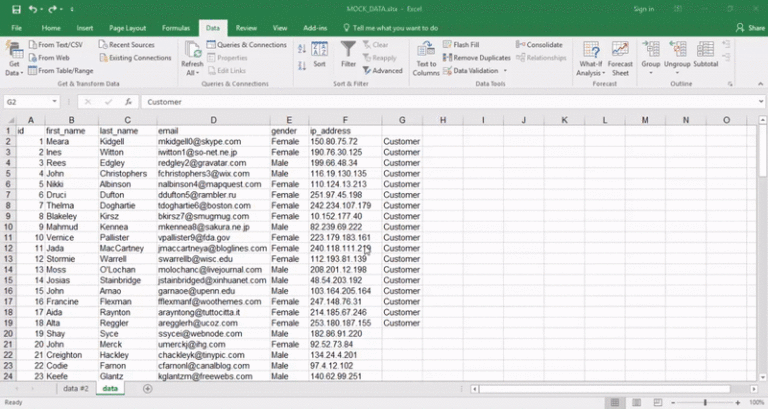 MOCK_DATA.xlsx - Excel Sign in
File Home Insert Page Layout Formulas Data Review View Add-ins Tell me what you want to do Share
From Text/CSV Recent Sources Queries & Connections Clear Flash Fill Consolidate
From Web Existing Connections Properties Reapply Remove Duplicates Relationships
From Table/Range Edit Links Advanced Data Validation
Get Data Refresh All Sort Filter Text to Columns What-If Analysis Forecast Sheet Group Ungroup Subtotal
Get & Transform Data Queries & Connections Sort & Filter Data Tools Forecast Outline
G2 fx Customer
A B C D E F G H I J K L M N O
1 id first_name last_name email gender ip_address
2 1 Meara Kidgell mkidgell0@skype.com Female 150.80.75.72 Customer
3 2 Ines Witton iwitton1@so-net.ne.jp Female 190.76.30.125 Customer
4 3 Rees Edgley redgley2@gravatar.com Male 199.66.48.34 Customer
5 4 John Christophers fchristophers3@wix.com Male 116.19.130.135 Customer
6 5 Nikki Albinson nalbinson4@mapquest.com Female 110.124.13.213 Customer
7 6 Druci Dufton ddufton5@rambler.ru Female 251.97.45.198 Customer
8 7 Thelma Doghartie tdoghartie6@boston.com Female 242.234.107.179 Customer
9 8 Blakeley Kirsz bkirsz7@smugmug.com Female 10.152.177.40 Customer
10 9 Mahmud Kennea mkennea8@sakura.ne.jp Male 82.239.69.222 Customer
11 10 Vernice Pallister vpallister9@fda.gov Female 223.179.183.161 Customer
12 11 Jada MacCartney jmaccartneya@bloglines.com Female 240.118.111.219 Customer
13 12 Stormie Warrell swarrellb@wisc.edu Female 112.193.81.139 Customer
14 13 Moss O'Lochan molochanc@livejournal.com Male 208.201.12.198 Customer
15 14 Josias Stainbridge jstainbridged@xinhuanet.com Male 48.54.203.192 Customer
16 15 John Arnao garnaoe@upenn.edu Male 103.164.205.164 Customer
17 16 Francine Flexman fflexmanf@woothemes.com Female 247.148.76.31 Customer
18 17 Aida Raynton arayntong@tuttocitta.it Female 214.185.67.246 Customer
19 18 Alta Reggler aregglerh@ucoz.com Female 253.180.187.155 Customer
20 19 Shay Syce ssycei@webnode.com Male 182.86.91.220
21 20 John Merck umerckj@ihg.com Female 92.52.73.84
22 21 Creighton Hackley chackleyk@tinypic.com Male 134.24.4.201
23 22 Codie Farnon cfarnonl@canalblog.com Male 97.4.12.102
24 23 Keefe Glantz kglantzm@freewebs.com Male 140.62.99.251
data #2 data
Ready 100%